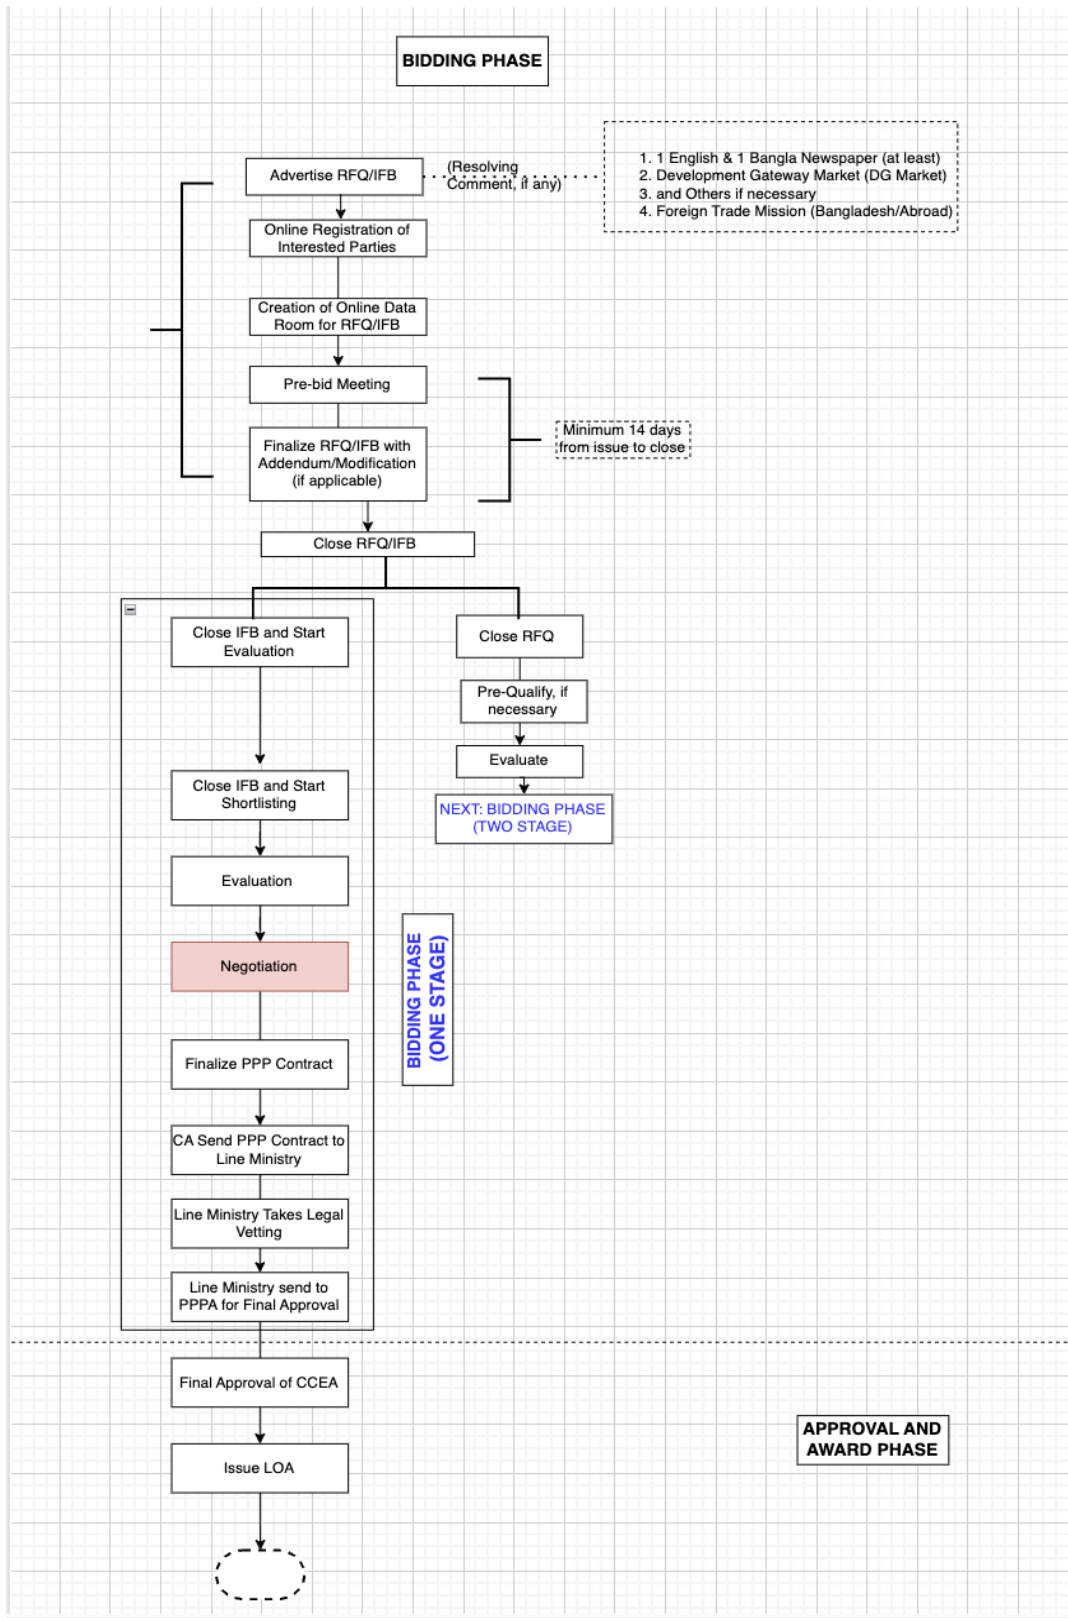 BIDDING PHASE
Advertise RFQ/IFB
(Resolving
Comment, if any)
1. 1 English & 1 Bangla Newspaper (at least)
2. Development Gateway Market (DG Market)
3. and Others if necessary
4. Foreign Trade Mission (Bangladesh/Abroad)
Online Registration of
Interested Parties
Creation of Online Data
Room for RFQ/IFB
Pre-bid Meeting
Finalize RFQ/IFB with
Addendum/Modification
(if applicable)
Minimum 14 days
from issue to close
Close RFQ/IFB
Close IFB and Start
Evaluation
Close IFB and Start
Shortlisting
Evaluation
Negotiation
Finalize PPP Contract
CA Send PPP Contract to
Line Ministry
Line Ministry Takes Legal
Vetting
Line Ministry send to
PPPA for Final Approval
Close RFQ
Pre-Qualify, if
necessary
Evaluate
NEXT: BIDDING PHASE
(TWO STAGE)
BIDDING PHASE
(ONE STAGE)
Final Approval of CCEA
Issue LOA
APPROVAL AND
AWARD PHASE